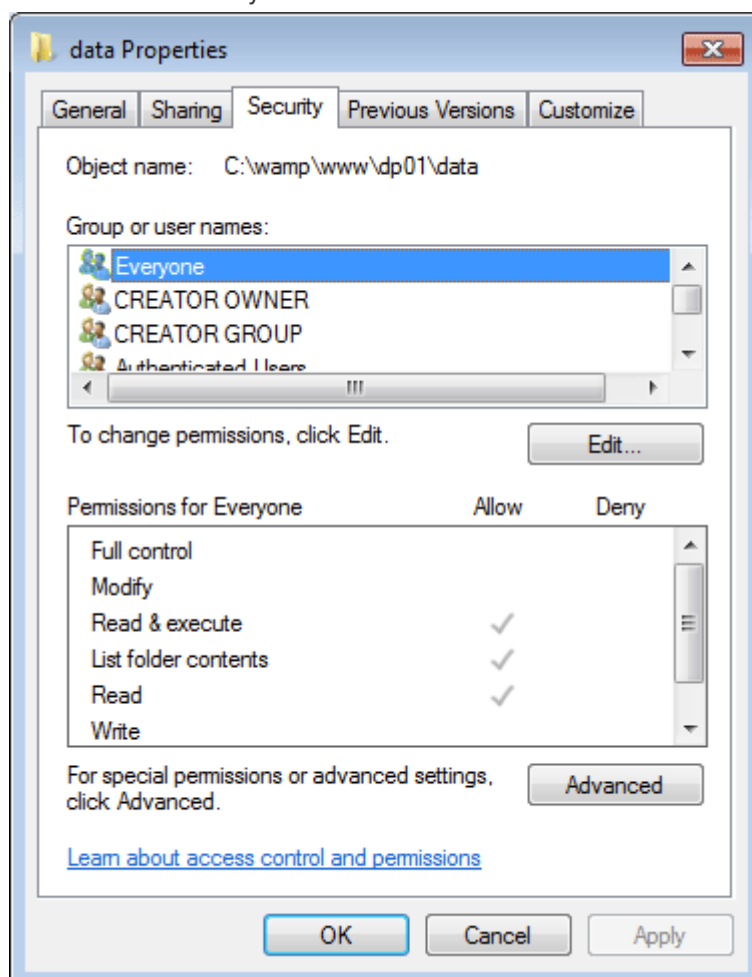 data Properties
General Sharing Security Previous Versions Customize
Object name: C:\wamp\www\dp01\data
Group or user names:
Everyone
CREATOR OWNER
CREATOR GROUP
Authenticated Users
To change permissions, click Edit.
Edit...
Permissions for Everyone Allow Deny
Full control
Modify
Read & execute
List folder contents
Read
Write
For special permissions or advanced settings,
click Advanced.
Advanced
Learn about access control and permissions
OK Cancel Apply